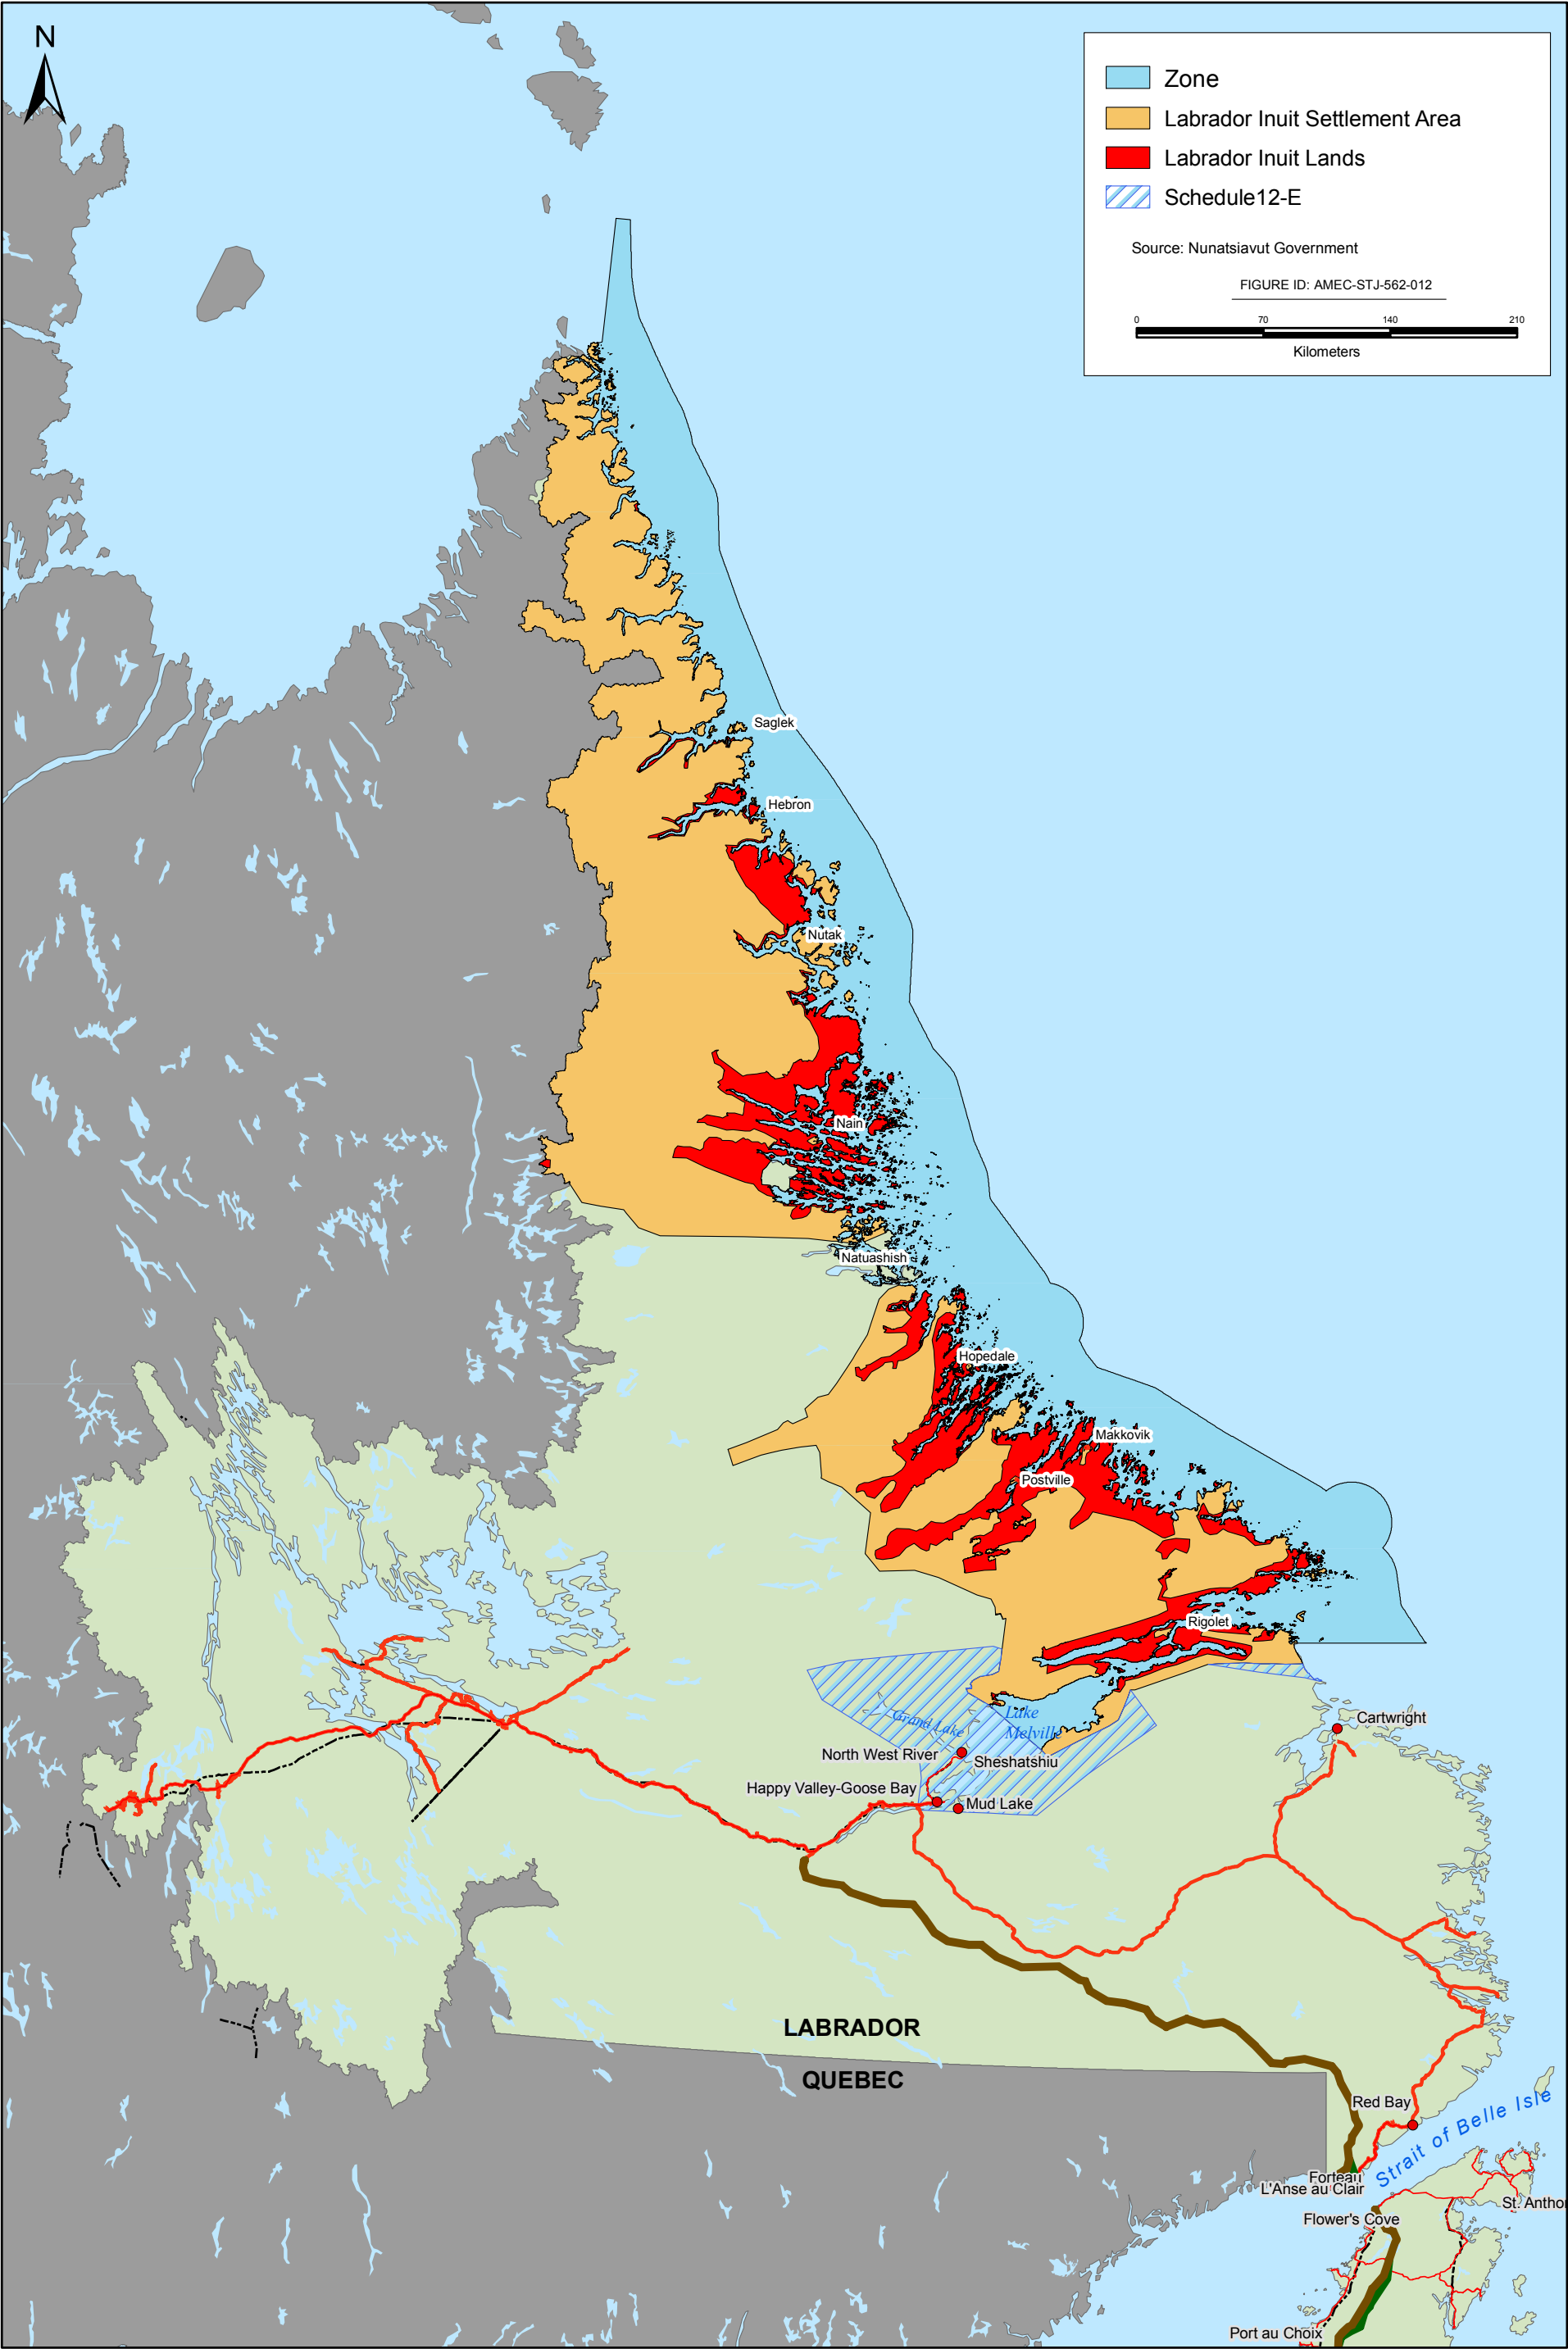 N
Zone
Labrador Inuit Settlement Area
Labrador Inuit Lands
Schedule12-E
Source: Nunatsiavut Government
FIGURE ID: AMEC-STJ-562-012
0 70 140 210
Kilometers
Saglek
Hebron
Nutak
Nain
Natuashish
Hopedale
Makkovik
Postville
Rigolet
Grand Lake
Lake
Melville
Cartwright
North West River
Sheshatshiu
Happy Valley-Goose Bay
Mud Lake
LABRADOR
QUEBEC
Red Bay
Strait of Belle Isle
Forteau
L'Anse au Clair
St. Anthon
Flower's Cove
Port au Choix